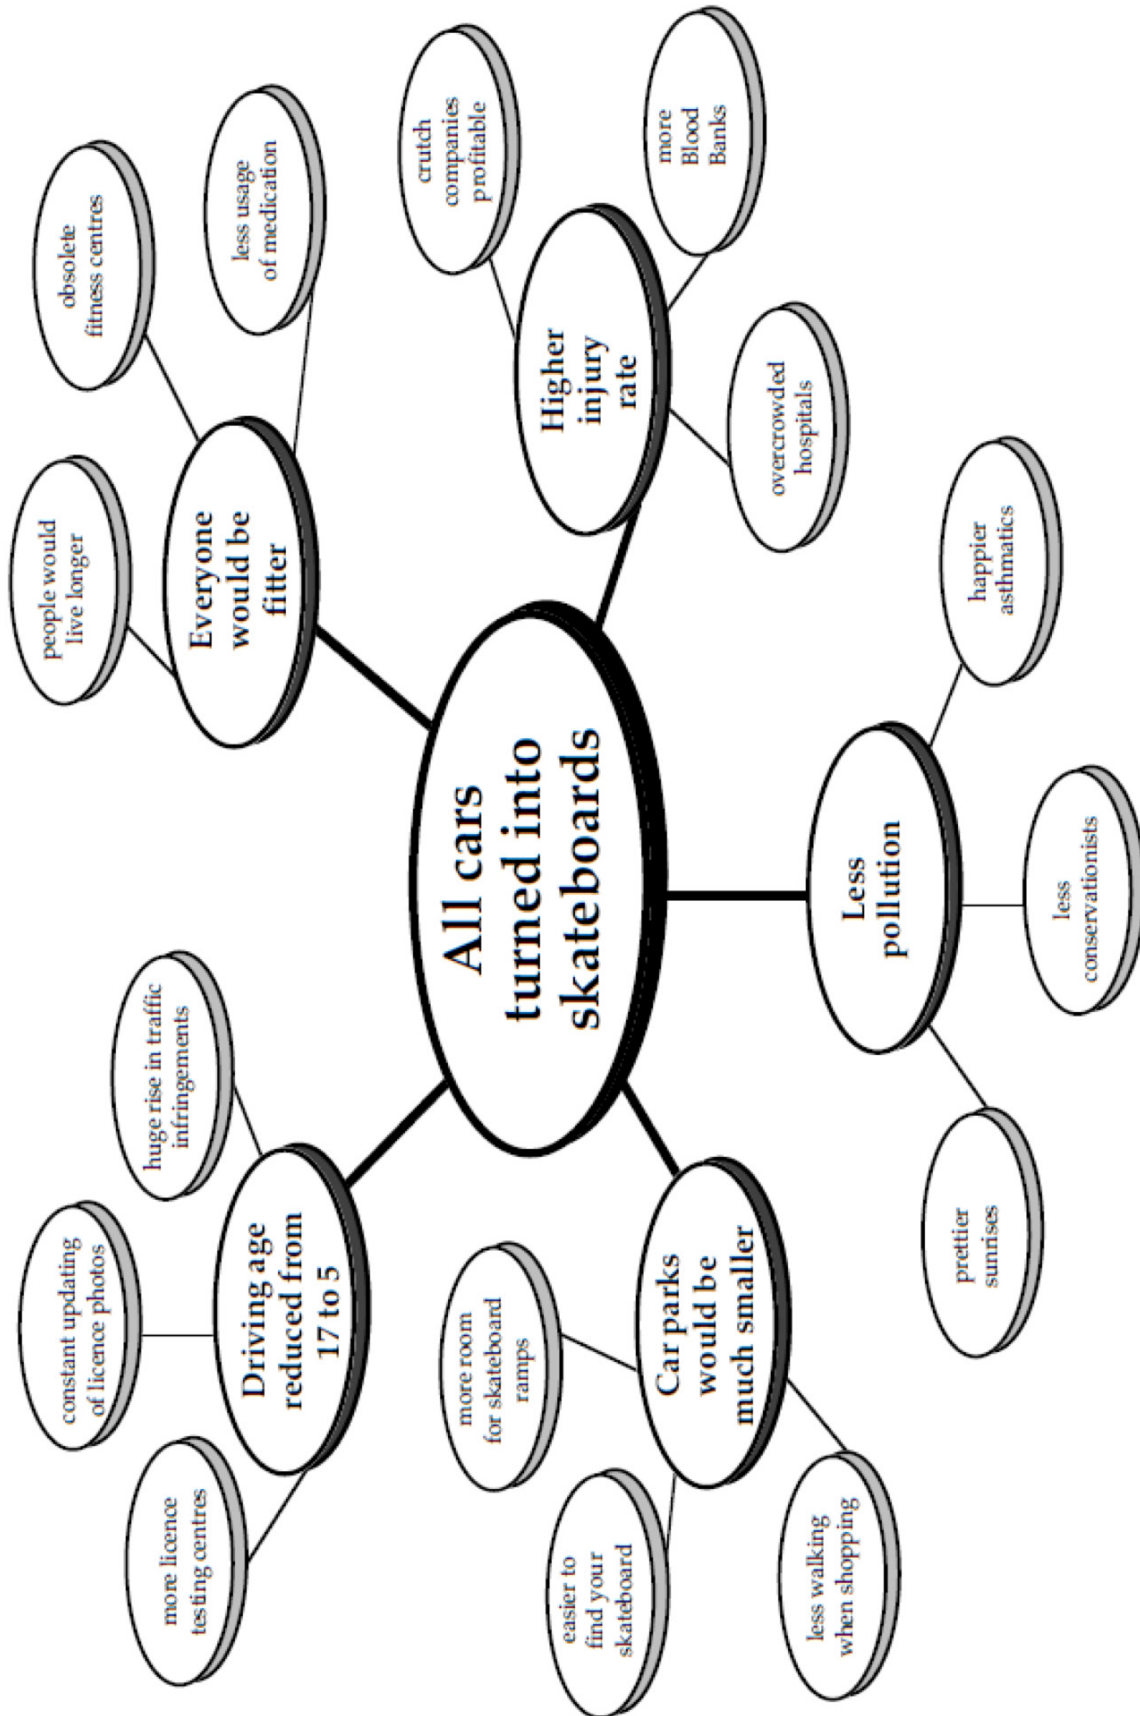 All cars
turned into
skateboards
Driving age
reduced from
17 to 5
more licence
testing centres
constant updating
of licence photos
huge rise in traffic
infringements
Everyone
would be
fitter
people would
live longer
obsolete
fitness centres
less usage
of medication
Higher
injury
rate
crutch
companies
profitable
more
Blood
Banks
overcrowded
hospitals
Less
pollution
happier
asthmatics
less
conservationists
prettier
sunrises
Car parks
would be
much smaller
more room
for skateboard
ramps
easier to
find your
skateboard
less walking
when shopping